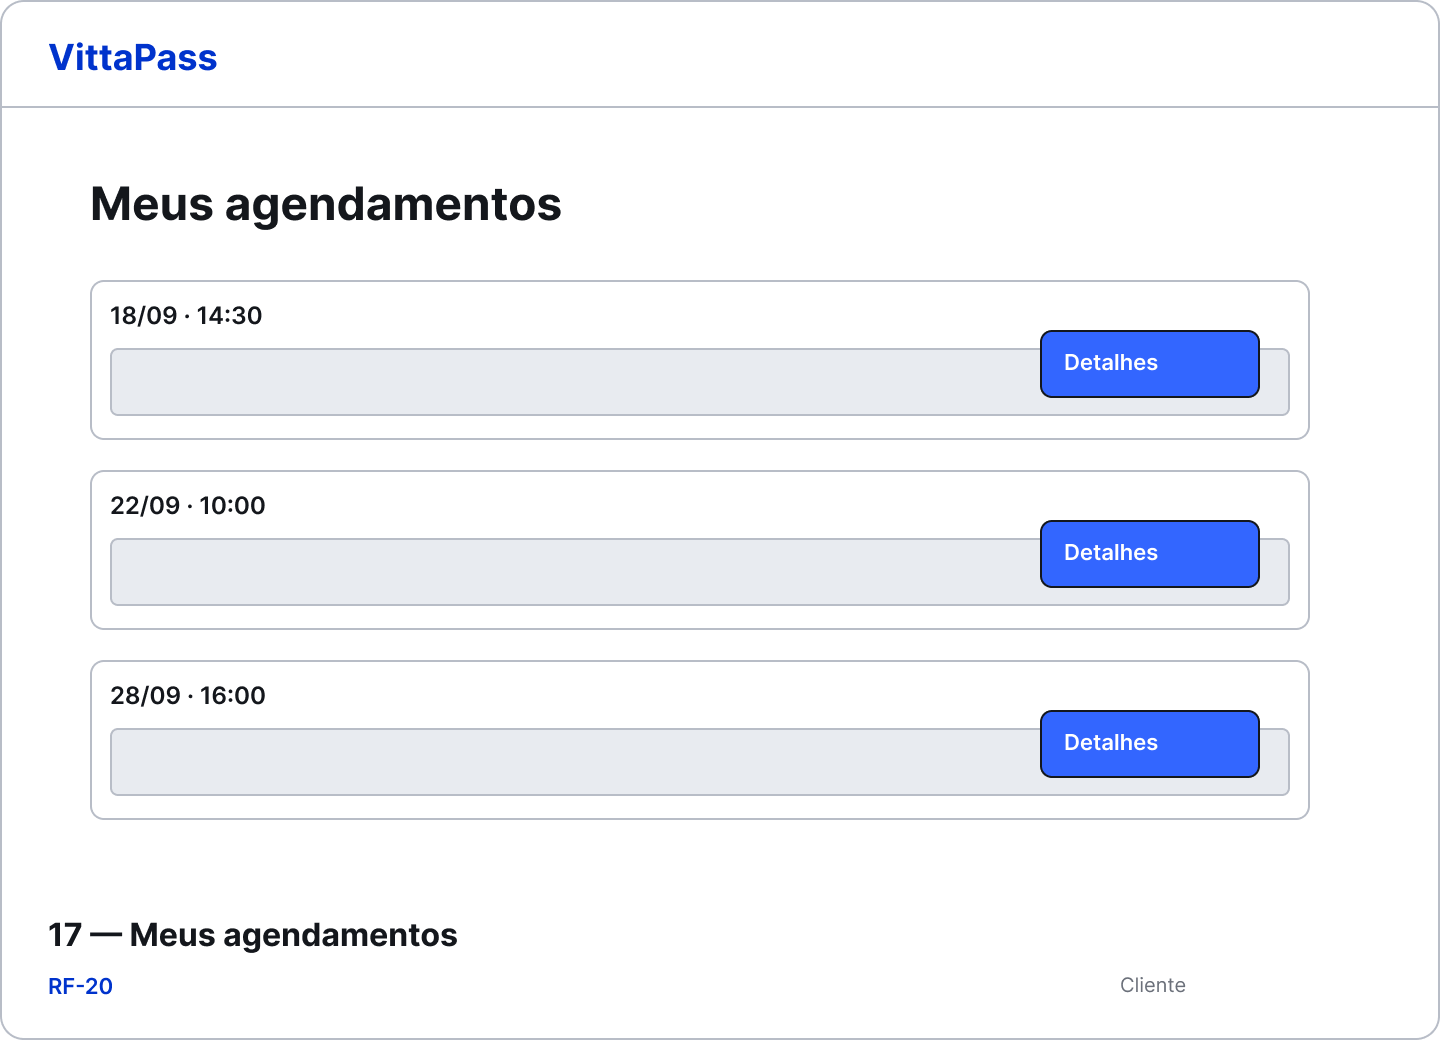 VittaPass
Meus agendamentos
18/09 · 14:30
Detalhes
22/09 · 10:00
Detalhes
28/09 · 16:00
Detalhes
17 — Meus agendamentos
RF-20
Cliente